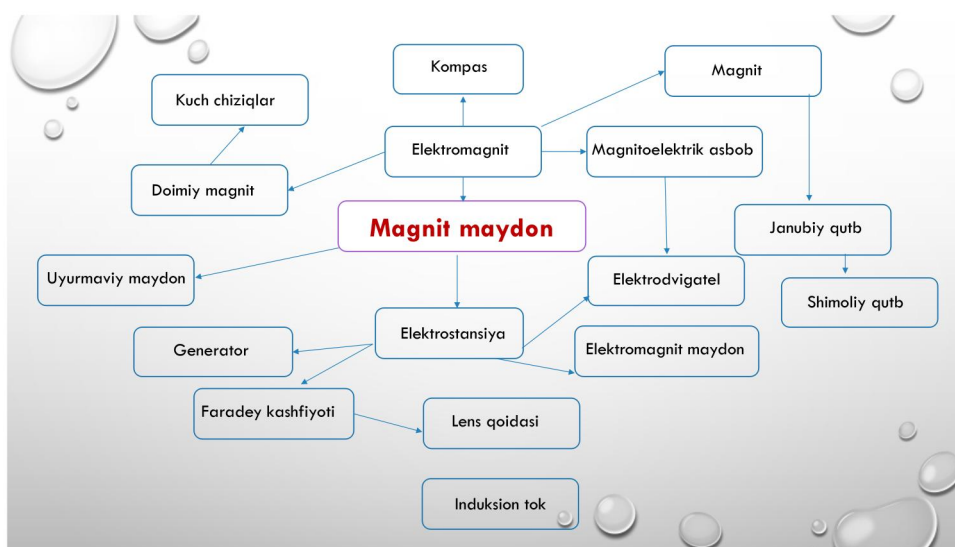 Kompas
Magnit
Kuch chiziqlar
Elektromagnit
Magnitoelektrik asbob
Doimiy magnit
Magnit maydon
Janubiy qutb
Uyurmaviy maydon
Elektrodvigatel
Shimoliy qutb
Elektrostansiya
Generator
Elektromagnit maydon
Faradey kashfiyoti
Lens qoidasi
Induksion tok